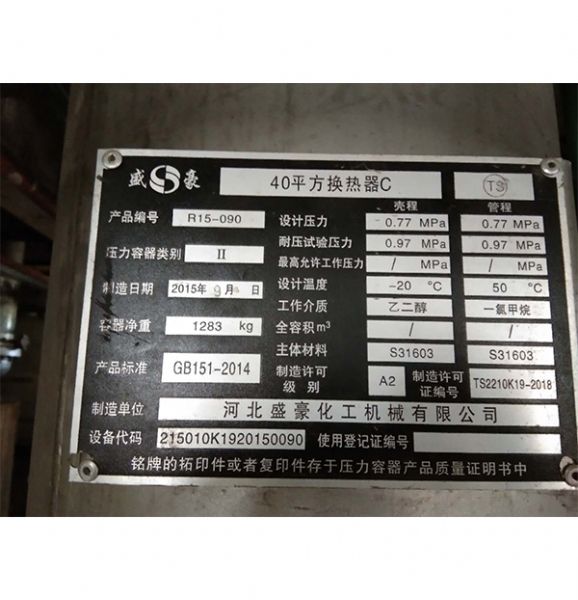 盛豪 40平方换热器C TS
壳程 管程
产品编号 R15-090 设计压力 0.77 MPa 0.77 MPa
耐压试验压力 0.97 MPa 0.97 MPa
压力容器类别 II 最高允许工作压力 / MPa / MPa
制造日期 2015年9月 日 设计温度 -20 ℃ 50 ℃
工作介质 乙二醇 一氯甲烷
容器净重 1283 kg 全容积m³ / /
主体材料 S31603 S31603
产品标准 GB151-2014 制造许可级别 A2 制造许可证编号 TS2210K19-2018
制造单位 河北盛豪化工机械有限公司
设备代码 215010K1920150090 使用登记证编号
铭牌的拓印件或者复印件存于压力容器产品质量证明书中